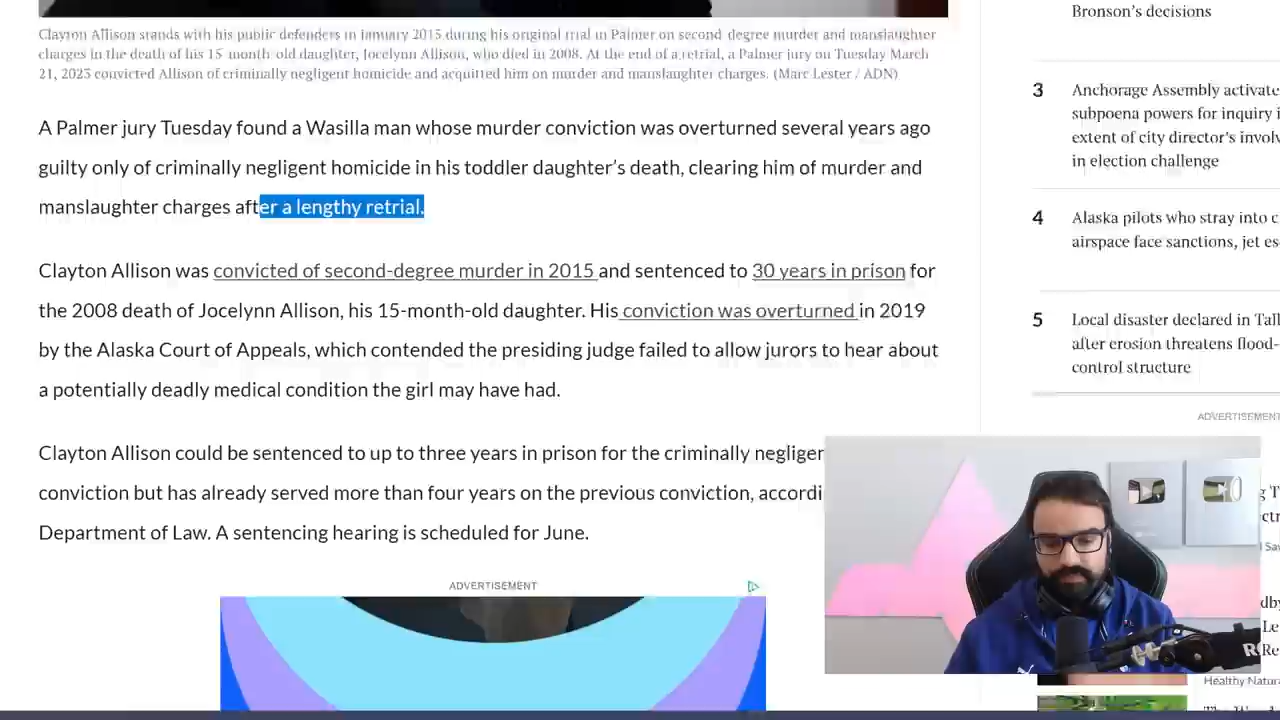 Clayton Allison stands with his public defenders in January 2015 during his original trial in Palmer on second-degree murder and manslaughter
charges in the death of his 15-month-old daughter, Jocelynn Allison, who died in 2008. At the end of a retrial, a Palmer jury on Tuesday March
21, 2023 convicted Allison of criminally negligent homicide and acquitted him on murder and manslaughter charges. (Marc Lester / ADN)
A Palmer jury Tuesday found a Wasilla man whose murder conviction was overturned several years ago
guilty only of criminally negligent homicide in his toddler daughter’s death, clearing him of murder and
manslaughter charges after a lengthy retrial.
Clayton Allison was convicted of second-degree murder in 2015 and sentenced to 30 years in prison for
the 2008 death of Jocelynn Allison, his 15-month-old daughter. His conviction was overturned in 2019
by the Alaska Court of Appeals, which contended the presiding judge failed to allow jurors to hear about
a potentially deadly medical condition the girl may have had.
Clayton Allison could be sentenced to up to three years in prison for the criminally negliger
conviction but has already served more than four years on the previous conviction, accordi
Department of Law. A sentencing hearing is scheduled for June.
ADVERTISEMENT
Bronson’s decisions
3
Anchorage Assembly activate
subpoena powers for inquiry i
extent of city director’s involv
in election challenge
4
Alaska pilots who stray into c
airspace face sanctions, jet es
5
Local disaster declared in Tall
after erosion threatens flood-
control structure
ADVERTISEMENT
Healthy Natura